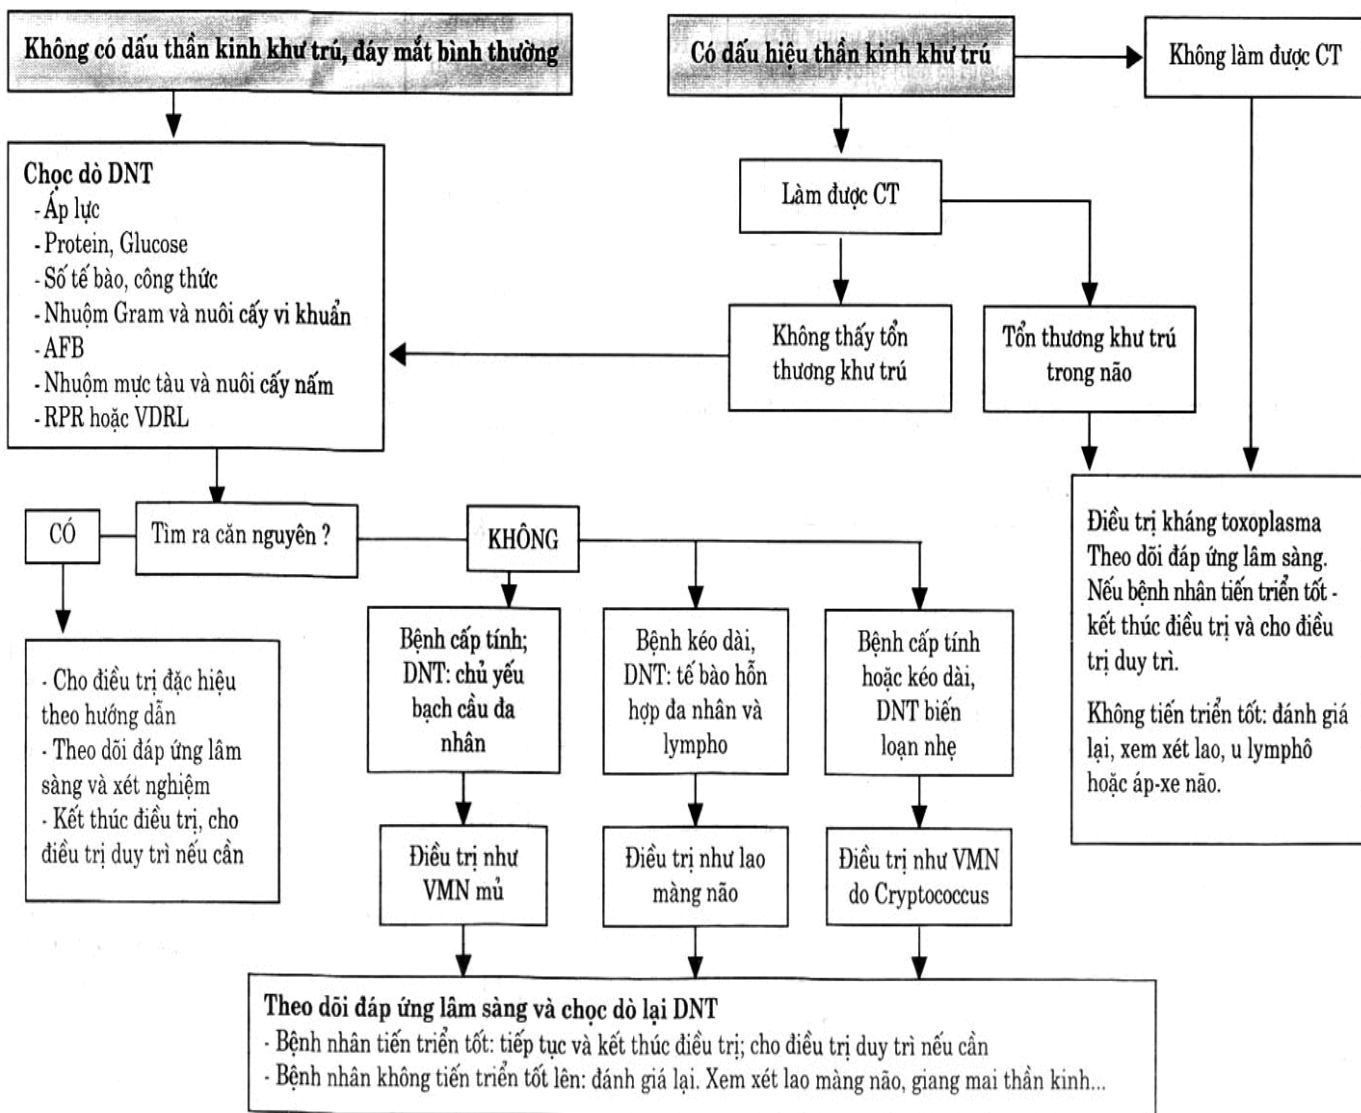 Không có dấu thần kinh khư trú, đáy mắt bình thường
Có dấu hiệu thần kinh khư trú
Không làm được CT
Chọc dò DNT
- Áp lực
- Protein, Glucose
- Số tế bào, công thức
- Nhuộm Gram và nuôi cấy vi khuẩn
- AFB
- Nhuộm mực tàu và nuôi cấy nấm
- RPR hoặc VDRL
Làm được CT
Không thấy tổn
thương khư trú
Tổn thương khư trú
trong não
CÓ
Tìm ra căn nguyên ?
KHÔNG
Điều trị kháng toxoplasma
Theo dõi đáp ứng lâm sàng.
Nếu bệnh nhân tiến triển tốt -
kết thúc điều trị và cho điều
trị duy trì.
Không tiến triển tốt: đánh giá
lại, xem xét lao, u lymphô
hoặc áp-xe não.
- Cho điều trị đặc hiệu
theo hướng dẫn
- Theo dõi đáp ứng lâm
sàng và xét nghiệm
- Kết thúc điều trị, cho
điều trị duy trì nếu cần
Bệnh cấp tính;
DNT: chủ yếu
bạch cầu đa
nhân
Bệnh kéo dài,
DNT: tế bào hỗn
hợp đa nhân và
lympho
Bệnh cấp tính
hoặc kéo dài,
DNT biến
loạn nhẹ
Điều trị như
VMN mủ
Điều trị như lao
màng não
Điều trị như VMN
do Cryptococcus
Theo dõi đáp ứng lâm sàng và chọc dò lại DNT
- Bệnh nhân tiến triển tốt: tiếp tục và kết thúc điều trị; cho điều trị duy trì nếu cần
- Bệnh nhân không tiến triển tốt lên: đánh giá lại. Xem xét lao màng não, giang mai thần kinh...